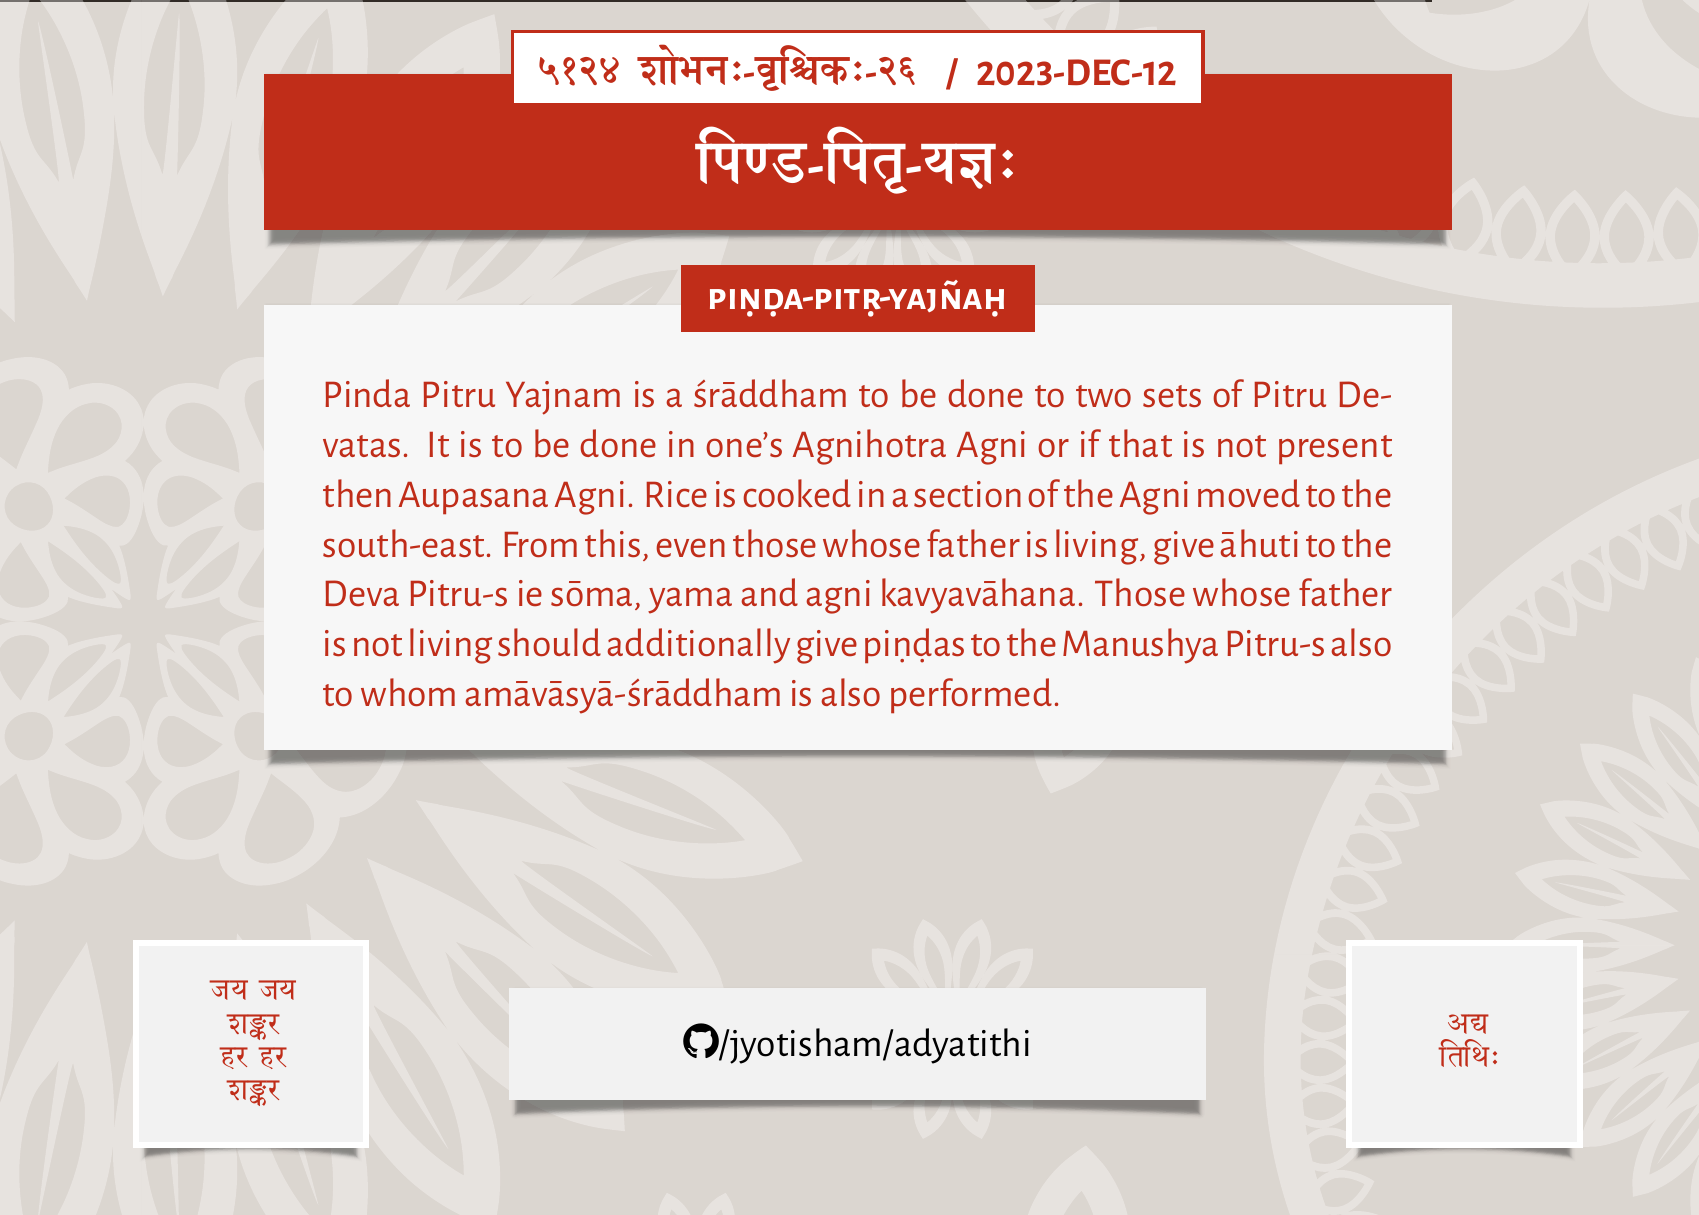 ५१२४ शोभनः-वृश्चिकः-२६ / 2023-DEC-12
पिण्ड-पितृ-यज्ञः
PIṆḌA-PITṚ-YAJÑAḤ
Pinda Pitru Yajnam is a śrāddham to be done to two sets of Pitru De-
vatas. It is to be done in one’s Agnihotra Agni or if that is not present
then Aupasana Agni. Rice is cooked in a section of the Agni moved to the
south-east. From this, even those whose father is living, give āhuti to the
Deva Pitru-s ie sōma, yama and agni kavyavāhana. Those whose father
is not living should additionally give piṇḍas to the Manushya Pitru-s also
to whom amāvāsyā-śrāddham is also performed.
जय जय
शङ्कर
हर हर
शङ्कर
/jyotisham/adyatithi
अद्य
तिथिः